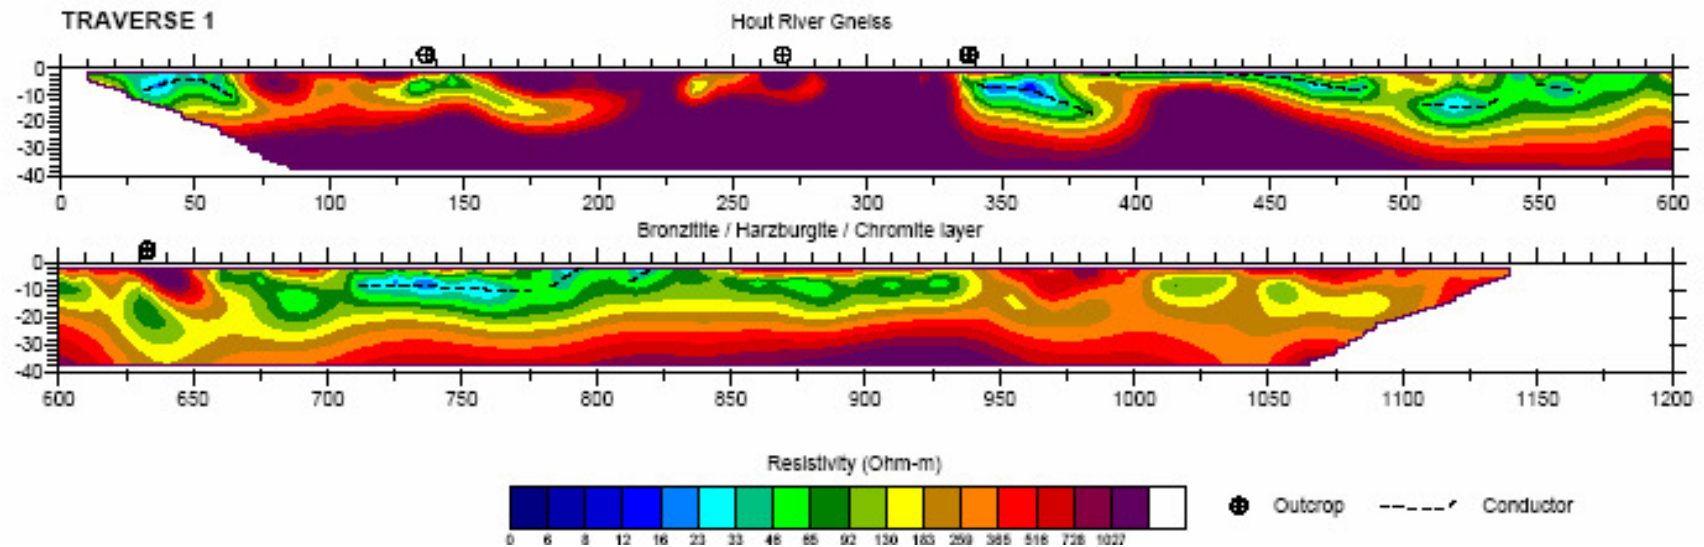 TRAVERSE 1
Hout River Gneiss
0
-10
-20
-30
-40
0 50 100 150 200 250 300 350 400 450 500 550 600
Bronzitite / Harzburgite / Chromite layer
0
-10
-20
-30
-40
600 650 700 750 800 850 900 950 1000 1050 1100 1150 1200
Resistivity (Ohm-m)
Outcrop Conductor
0 6 8 12 16 23 33 46 65 92 130 183 259 365 516 728 1027